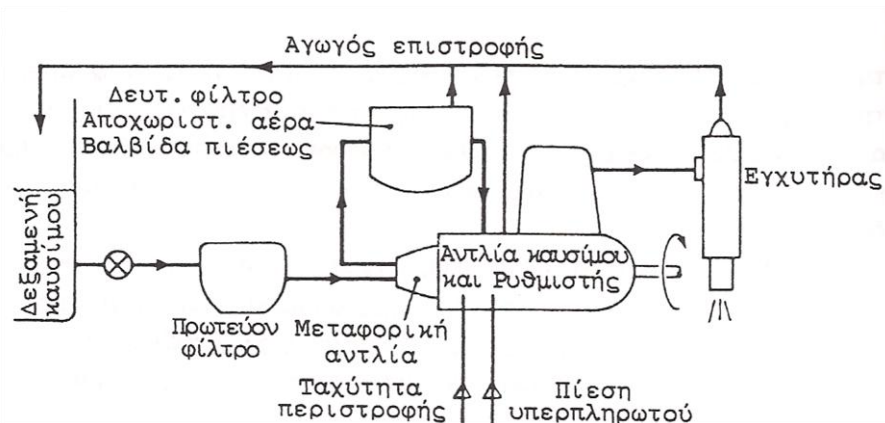 Αγωγός επιστροφής
Δευτ. φίλτρο
Αποχωριστ. αέρα
Βαλβίδα πιέσεως
Εγχυτήρας
Δεξαμενή
καυσίμου
Αντλία καυσίμου
και Ρυθμιστής
Πρωτεύον
φίλτρο
Μεταφορική
αντλία
Ταχύτητα
περιστροφής
Πίεση
υπερπληρωτού